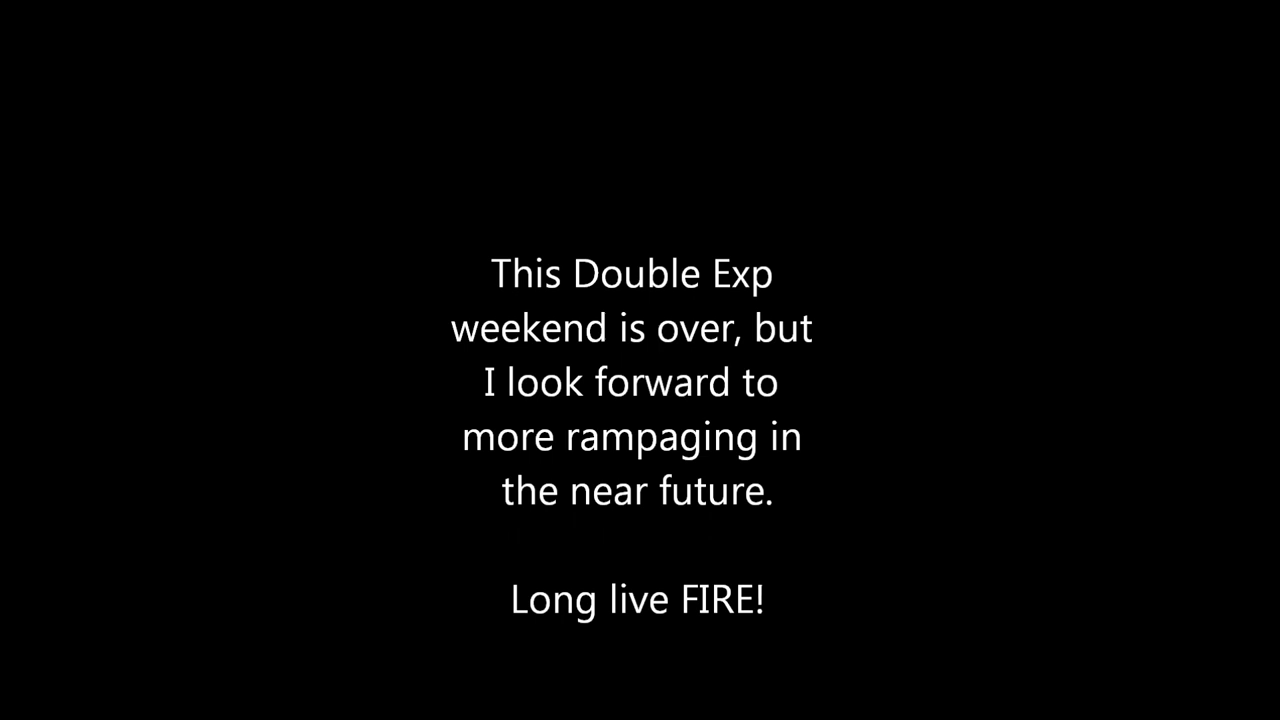 This Double Exp
weekend is over, but
I look forward to
more rampaging in
the near future.
Long live FIRE!